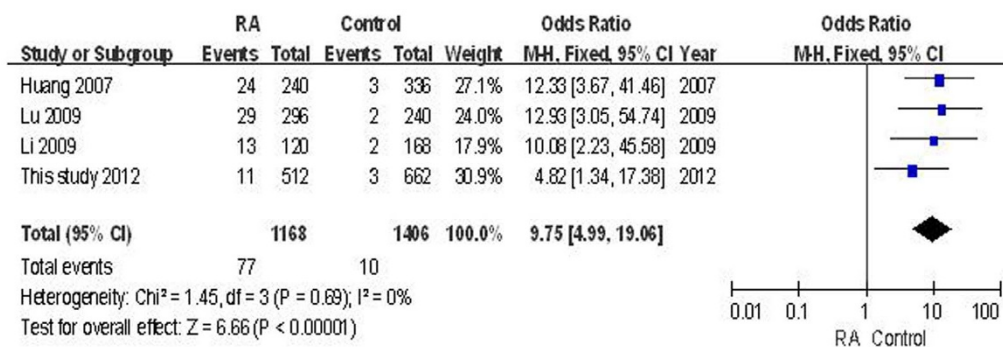 RA Control Odds Ratio Odds Ratio
Study or Subgroup Events Total Events Total Weight M-H, Fixed, 95% CI Year M-H, Fixed, 95% CI
Huang 2007 24 240 3 336 27.1% 12.33 [3.67, 41.46] 2007
Lu 2009 29 296 2 240 24.0% 12.93 [3.05, 54.74] 2009
Li 2009 13 120 2 168 17.9% 10.08 [2.23, 45.58] 2009
This study 2012 11 512 3 662 30.9% 4.82 [1.34, 17.38] 2012
Total (95% CI) 1168 1406 100.0% 9.75 [4.99, 19.06]
Total events 77 10
Heterogeneity: Chi² = 1.45, df = 3 (P = 0.69); I² = 0%
Test for overall effect: Z = 6.66 (P < 0.00001)
0.01 0.1 1 10 100
RA Control